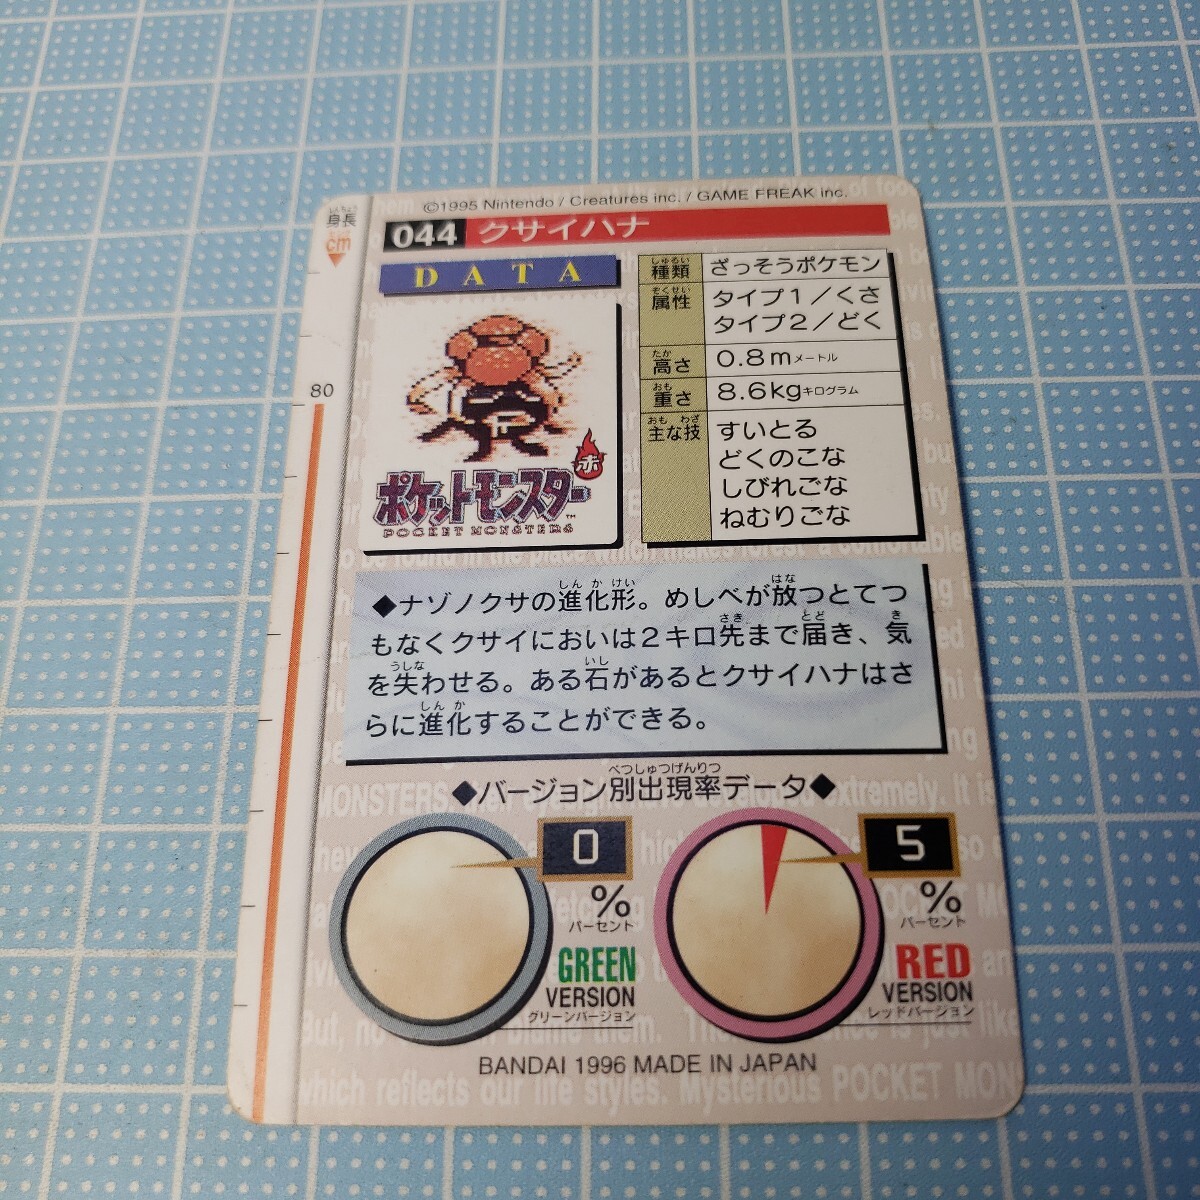 ©1995 Nintendo / Creatures inc. / GAME FREAK inc.
身長
cm
80
044 クサイハナ
DATA
赤
ポケットモンスター
POCKET MONSTERS
種類 ざっそうポケモン
属性 タイプ1/くさ
タイプ2/どく
高さ 0.8mメートル
重さ 8.6kgキログラム
主な技 すいとる
どくのこな
しびれごな
ねむりごな
◆ナゾノクサの進化形。めしべが放つとてつ
もなくクサイにおいは2キロ先まで届き、気
を失わせる。ある石があるとクサイハナはさ
らに進化することができる。
◆バージョン別出現率データ◆
0
%
パーセント
GREEN
VERSION
グリーンバージョン
5
%
パーセント
RED
VERSION
レッドバージョン
BANDAI 1996 MADE IN JAPAN
which reflects our life styles. Mysterious POCKET MON